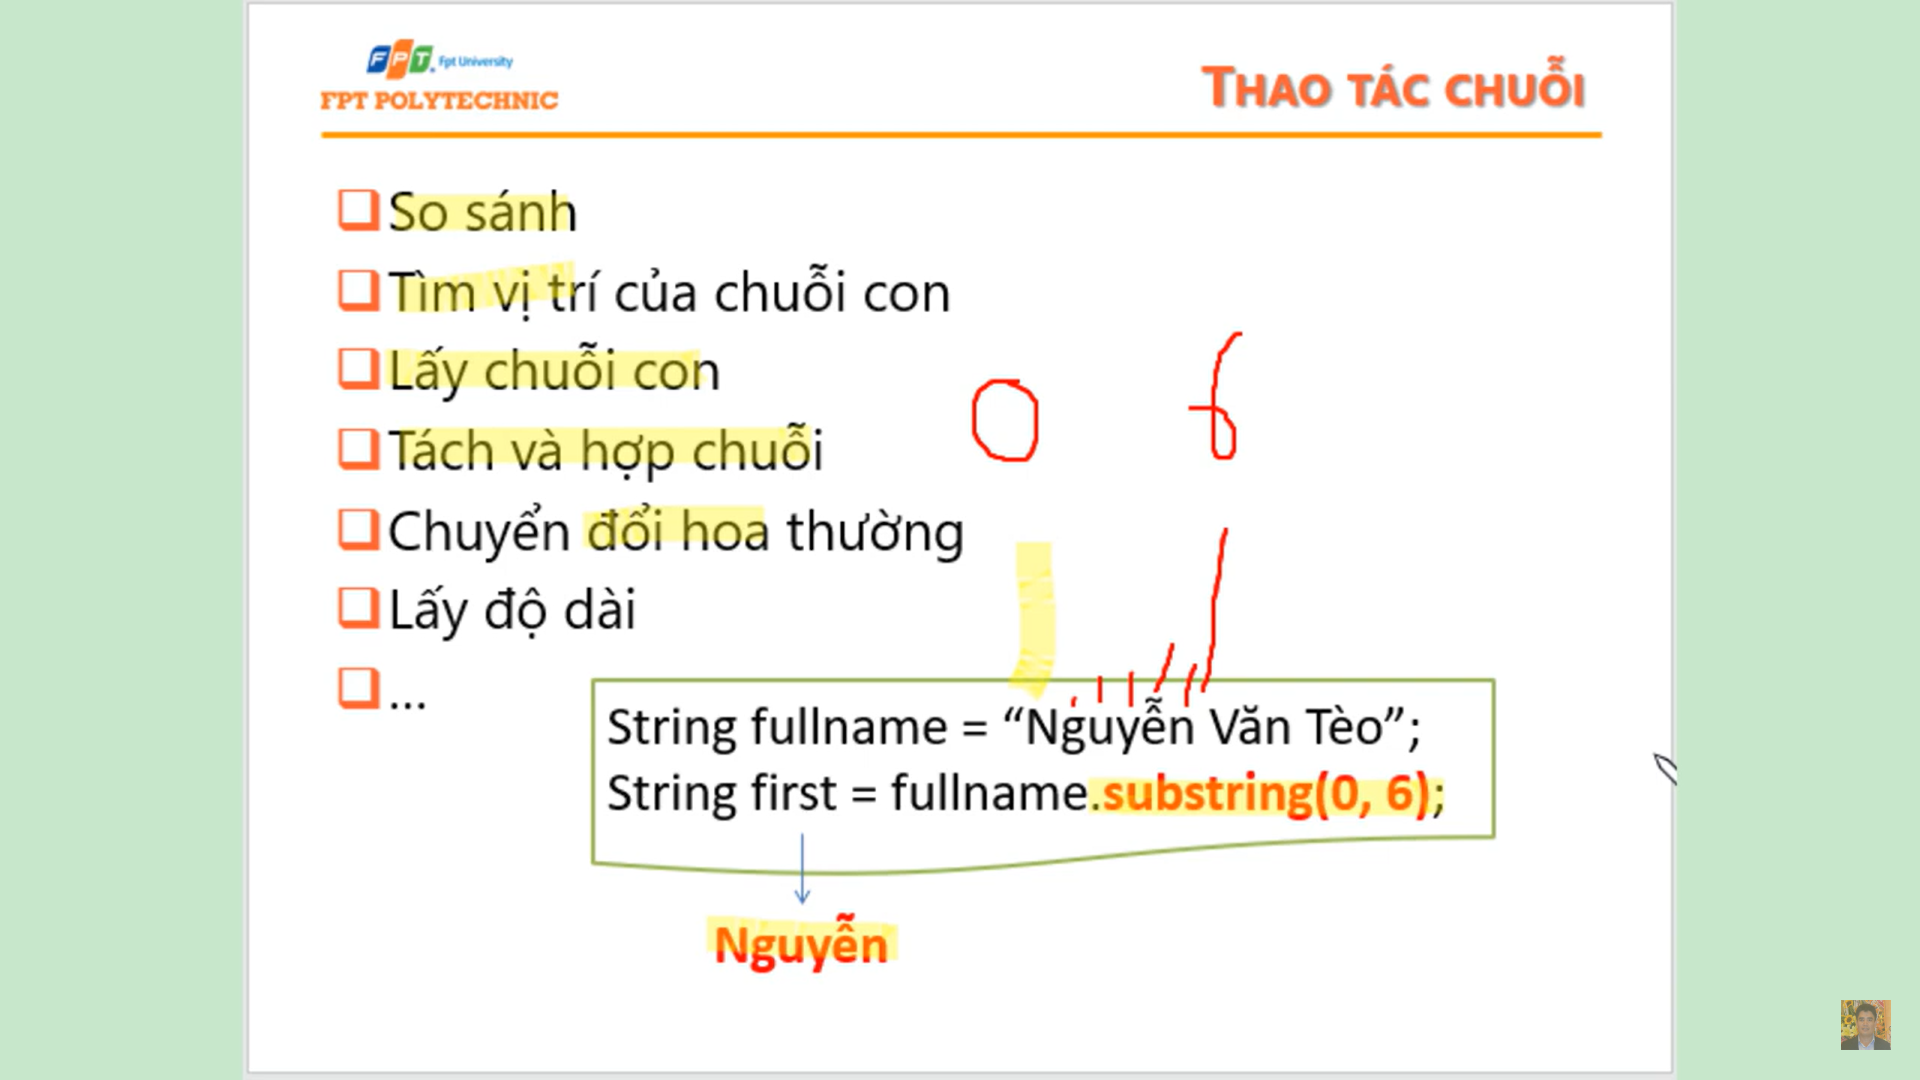 FPT Fpt University
FPT POLYTECHNIC
THAO TÁC CHUỖI
So sánh
Tìm vị trí của chuỗi con
Lấy chuỗi con
Tách và hợp chuỗi
Chuyển đổi hoa thường
Lấy độ dài
...
0 6
String fullname = “Nguyễn Văn Tèo”;
String first = fullname.substring(0, 6);
Nguyễn